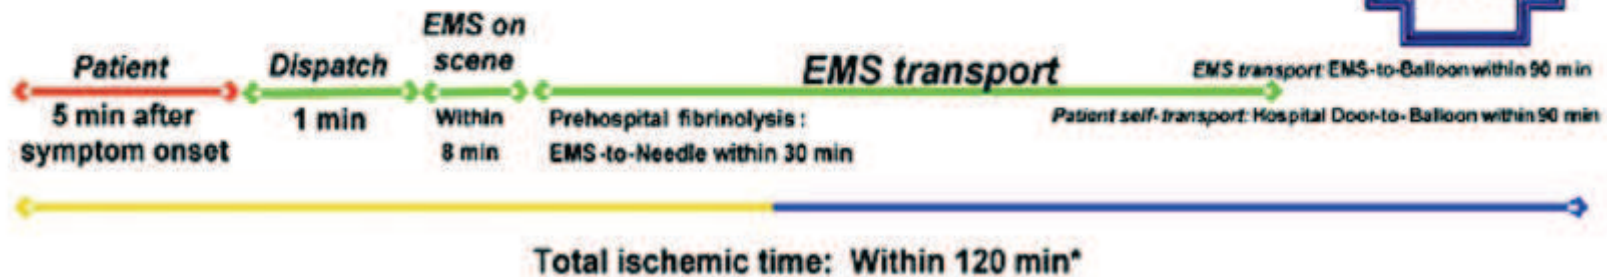 Patient
5 min after
symptom onset
Dispatch
1 min
EMS on
scene
Within
8 min
EMS transport
Prehospital fibrinolysis :
EMS-to-Needle within 30 min
EMS transport: EMS-to-Balloon within 90 min
Patient self-transport: Hospital Door-to-Balloon within 90 min
Total ischemic time: Within 120 min*